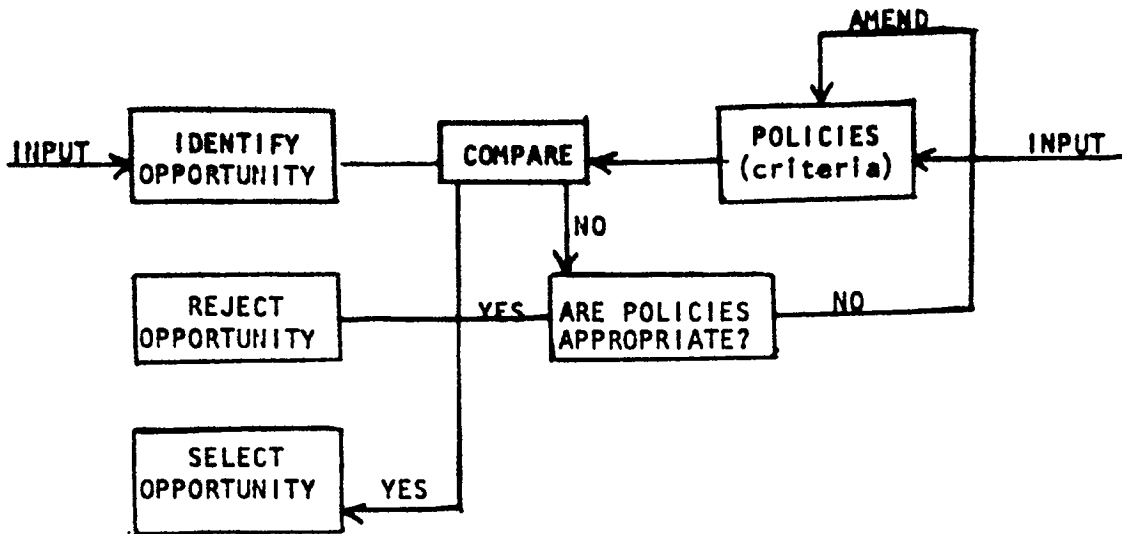 AMEND
INPUT
IDENTIFY
OPPORTUNITY
COMPARE
POLICIES
(criteria)
INPUT
NO
REJECT
OPPORTUNITY
YES
ARE POLICIES
APPROPRIATE?
NO
SELECT
OPPORTUNITY
YES